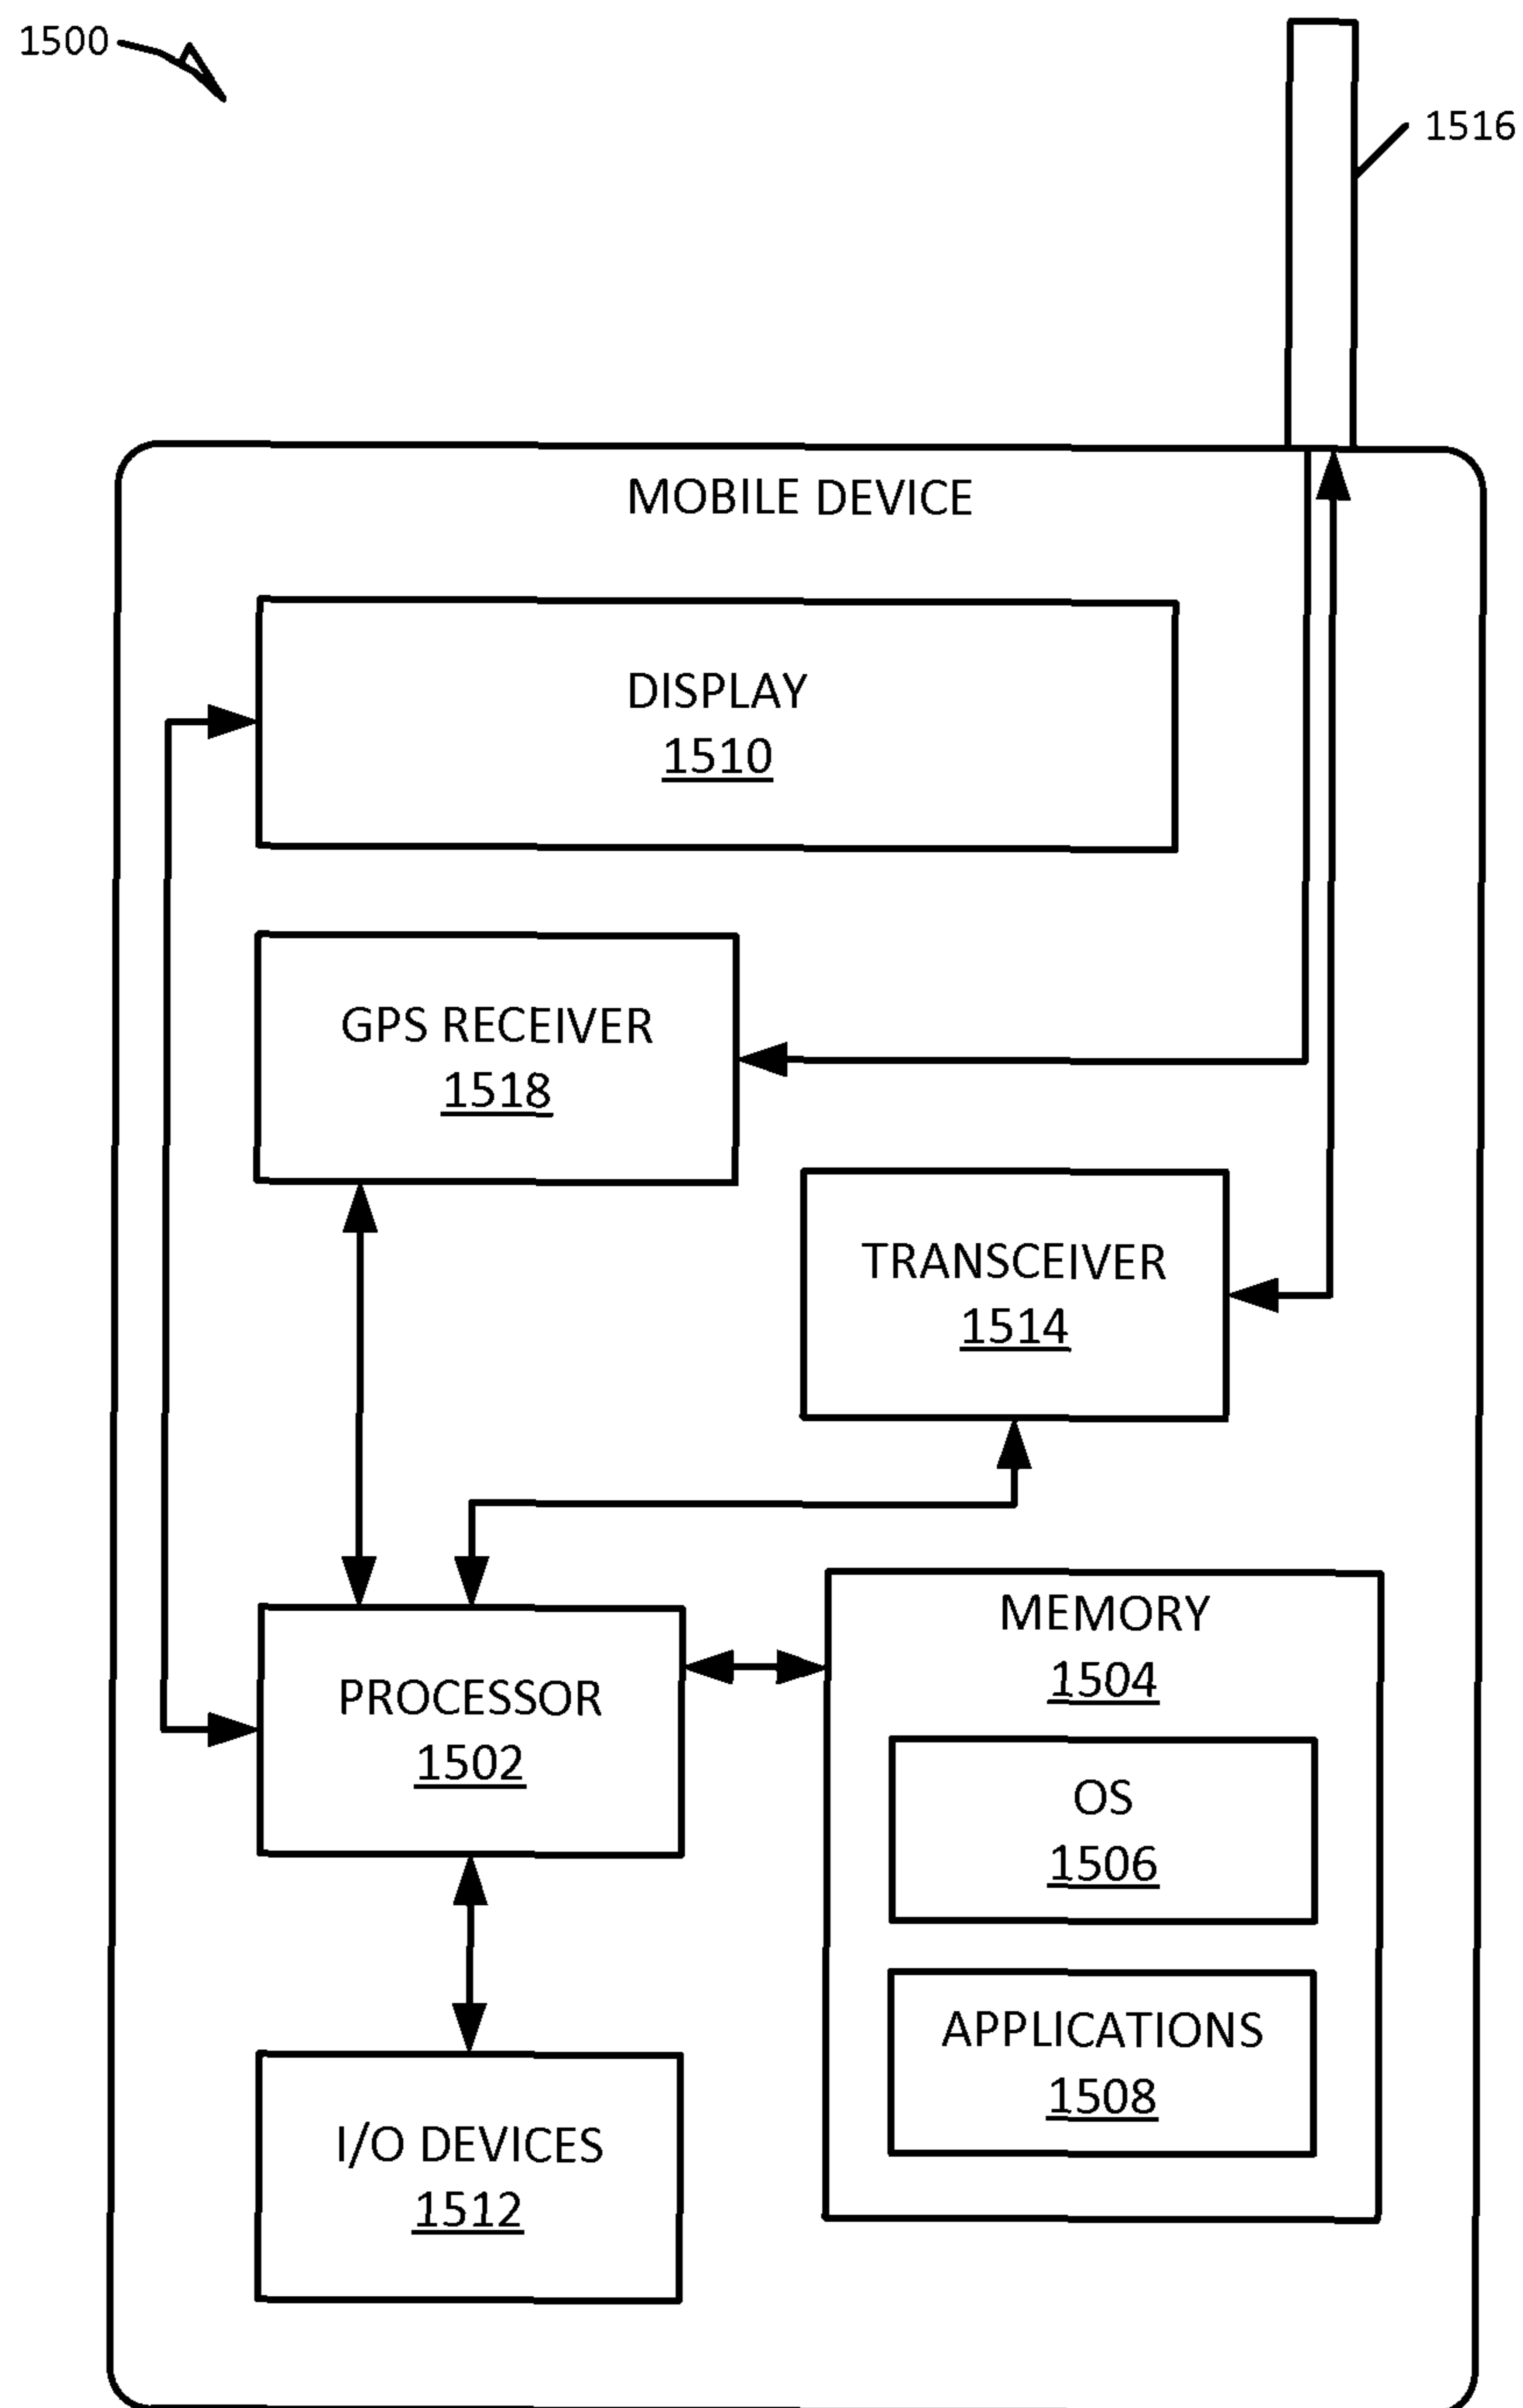 1500
1516
MOBILE DEVICE
DISPLAY
1510
GPS RECEIVER
1518
TRANSCEIVER
1514
MEMORY
1504
PROCESSOR
1502
OS
1506
APPLICATIONS
1508
I/O DEVICES
1512